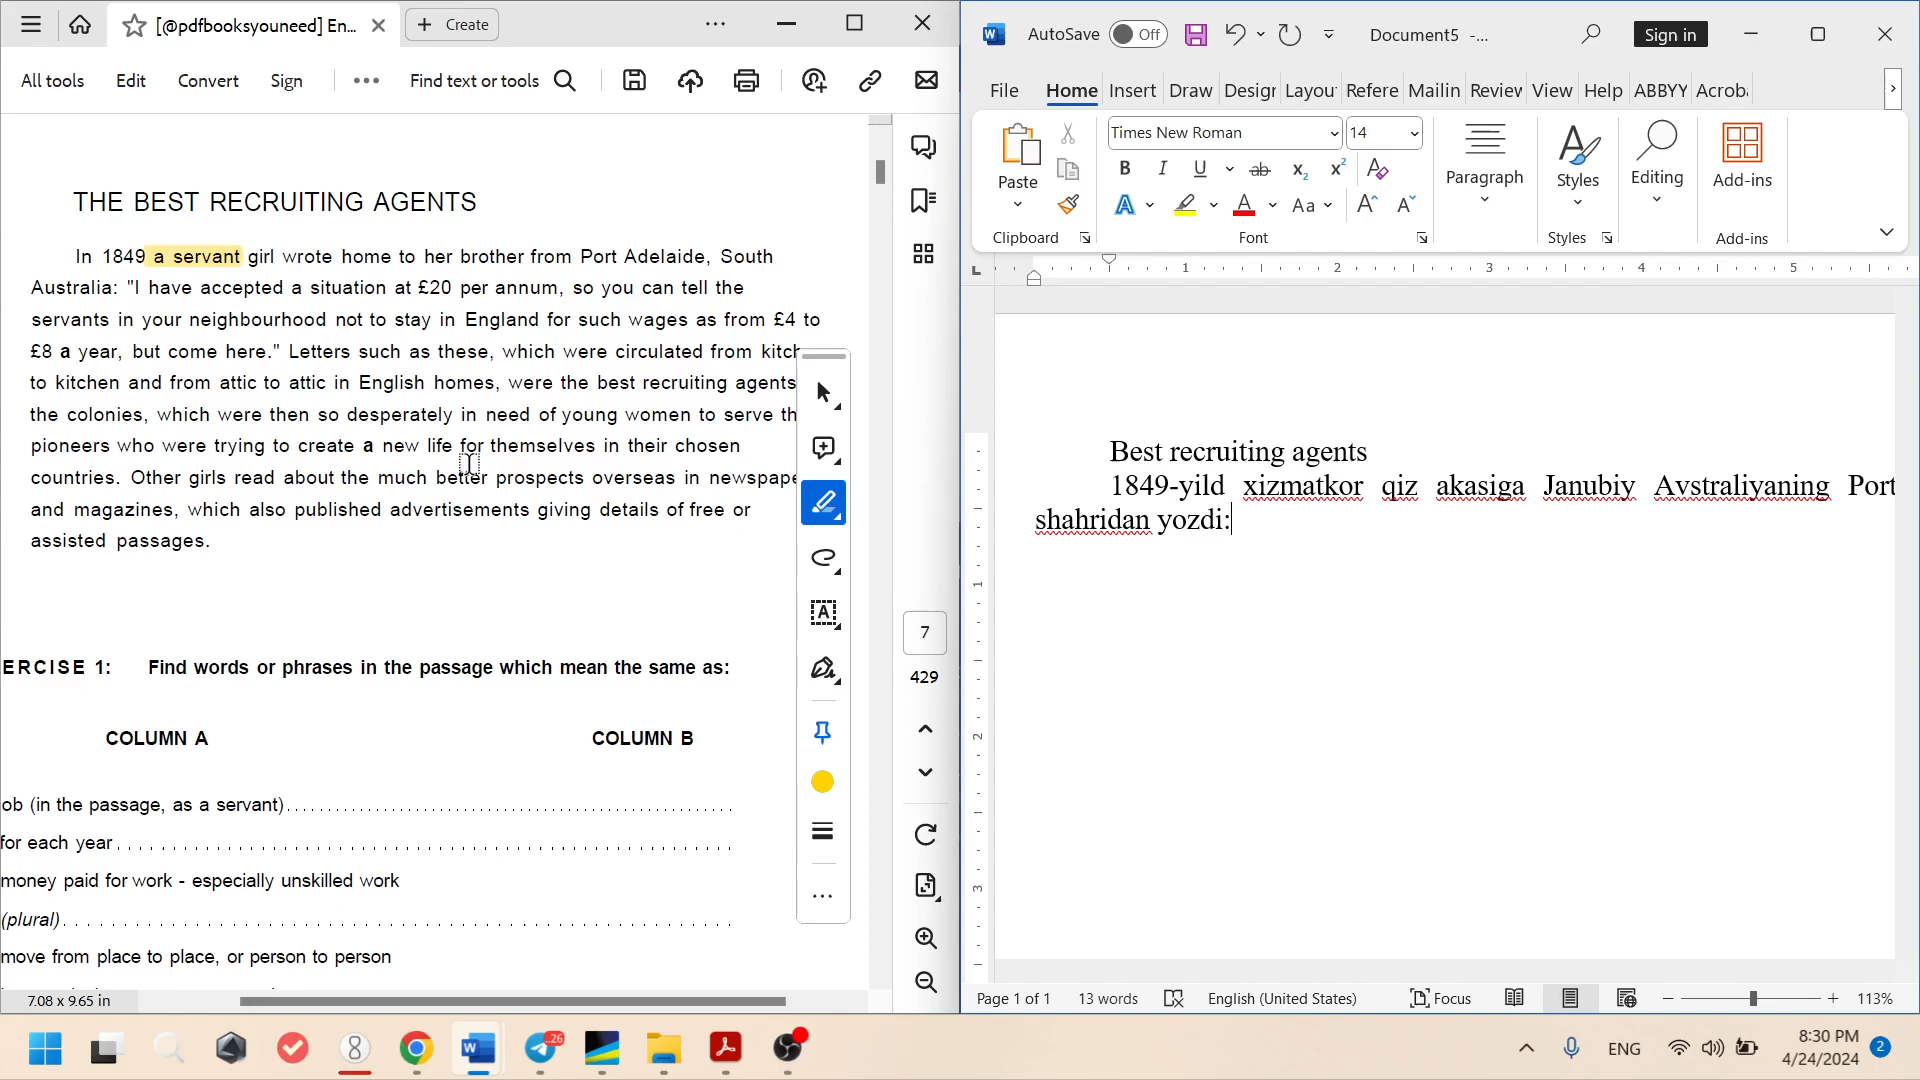 [@pdfbooksyouneed] En...
Create
AutoSave
Off
Document5 -...
Sign in
All tools
Edit
Convert
Sign
Find text or tools
File
Home
Insert
Draw
Design
Layou
Refere
Mailin
Review
View
Help
ABBYY
Acroba
Times New Roman
14
Paste
Paragraph
Styles
Editing
Add-ins
Clipboard
Font
Styles
Add-ins
THE BEST RECRUITING AGENTS
In 1849 a servant girl wrote home to her brother from Port Adelaide, South
Australia: "I have accepted a situation at £20 per annum, so you can tell the
servants in your neighbourhood not to stay in England for such wages as from £4 to
£8 a year, but come here." Letters such as these, which were circulated from kitch
to kitchen and from attic to attic in English homes, were the best recruiting agents
the colonies, which were then so desperately in need of young women to serve th
pioneers who were trying to create a new life for themselves in their chosen
countries. Other girls read about the much better prospects overseas in newspape
and magazines, which also published advertisements giving details of free or
assisted passages.
ERCISE 1: Find words or phrases in the passage which mean the same as:
COLUMN A COLUMN B
ob (in the passage, as a servant)
for each year
money paid for work - especially unskilled work
(plural)
move from place to place, or person to person
7
429
7.08 x 9.65 in
1 2 3 4 5
1
2
3
Best recruiting agents
1849-yild xizmatkor qiz akasiga Janubiy Avstraliyaning Port
shahridan yozdi:
Page 1 of 1
13 words
English (United States)
Focus
113%
26
ENG
8:30 PM
4/24/2024
2